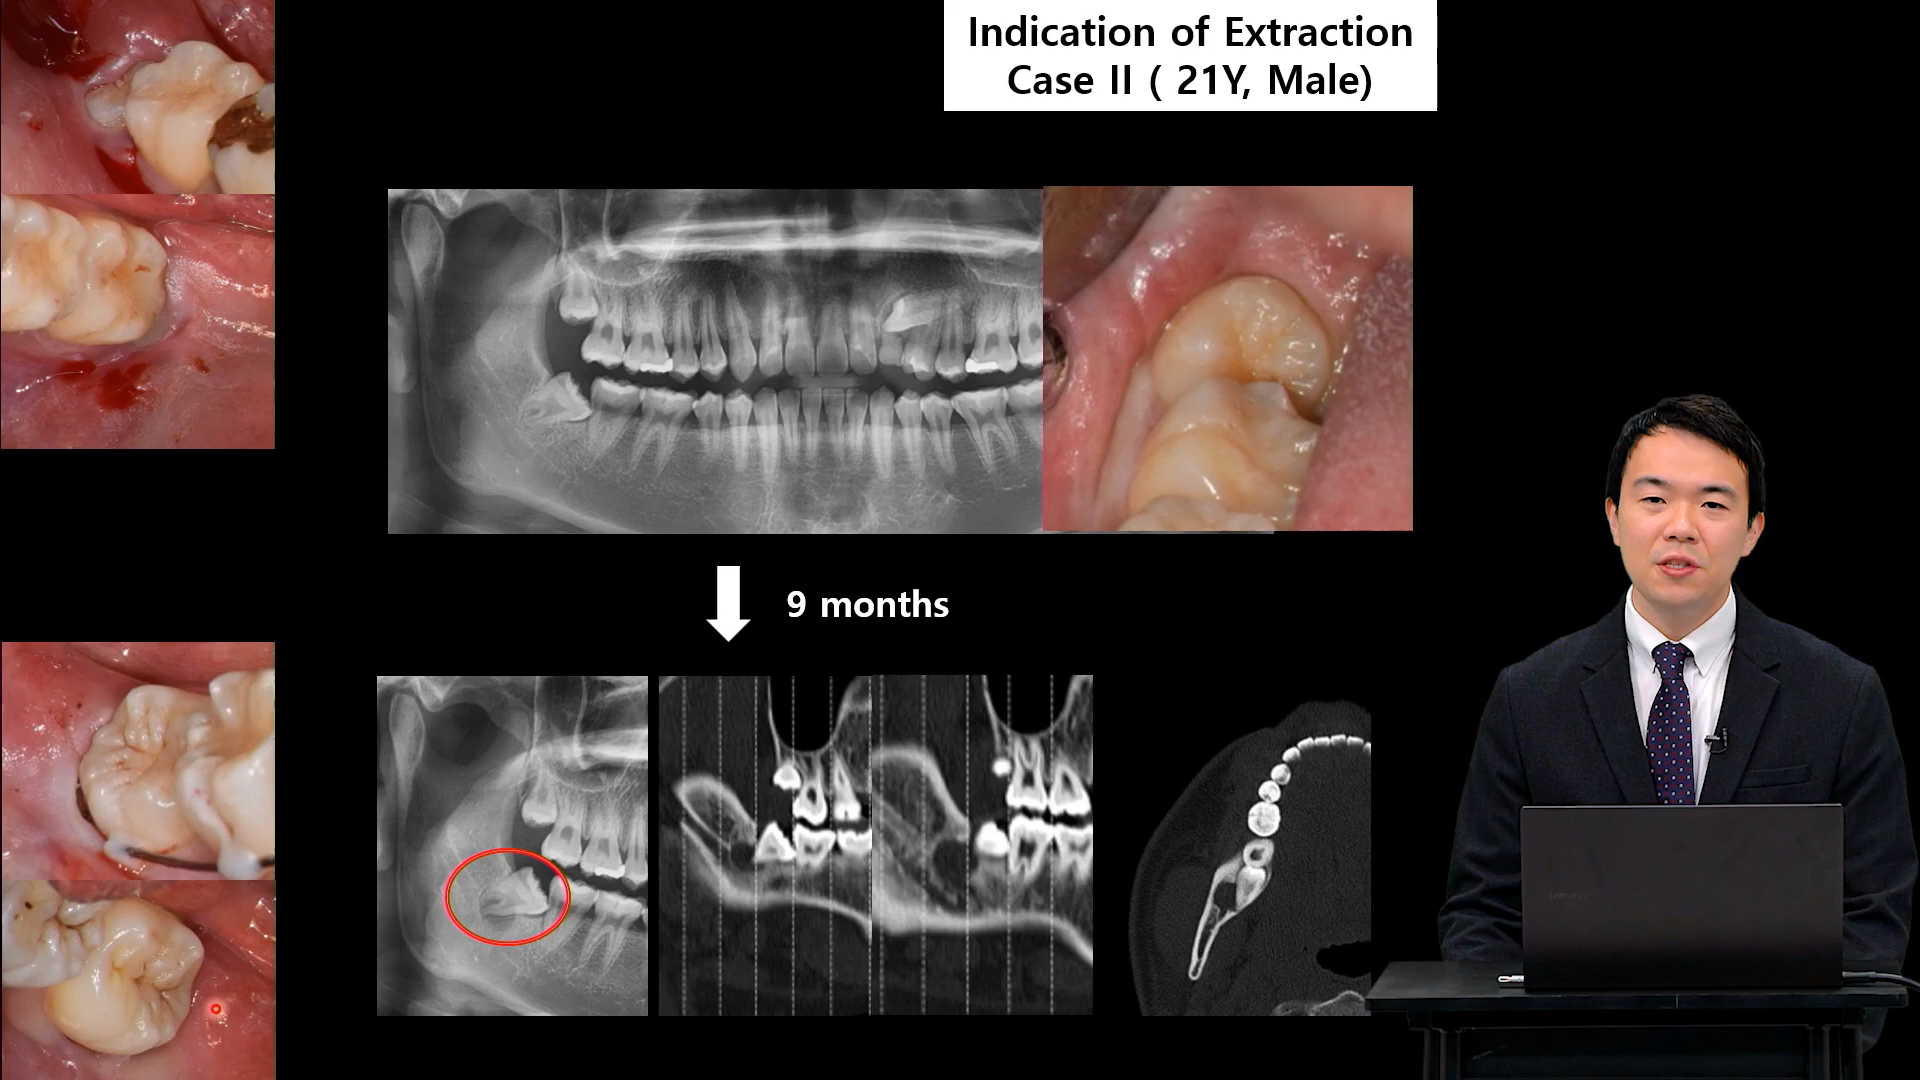 Indication of Extraction
Case II ( 21Y, Male)
9 months